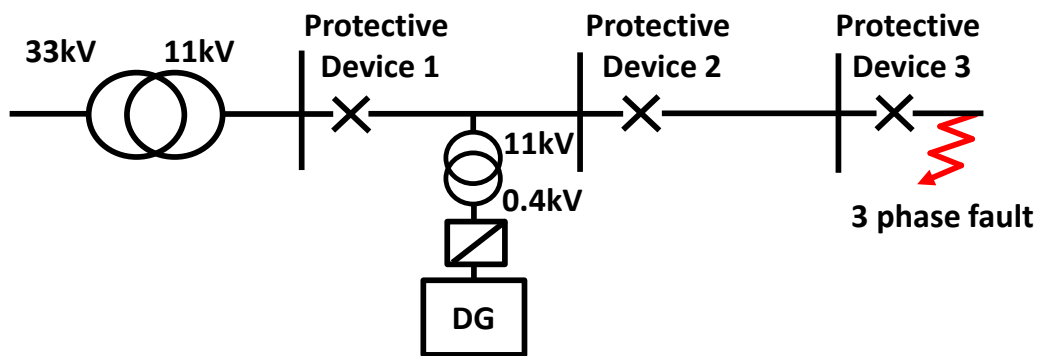 33kV
11kV
Protective
Device 1
Protective
Device 2
Protective
Device 3
11kV
0.4kV
DG
3 phase fault